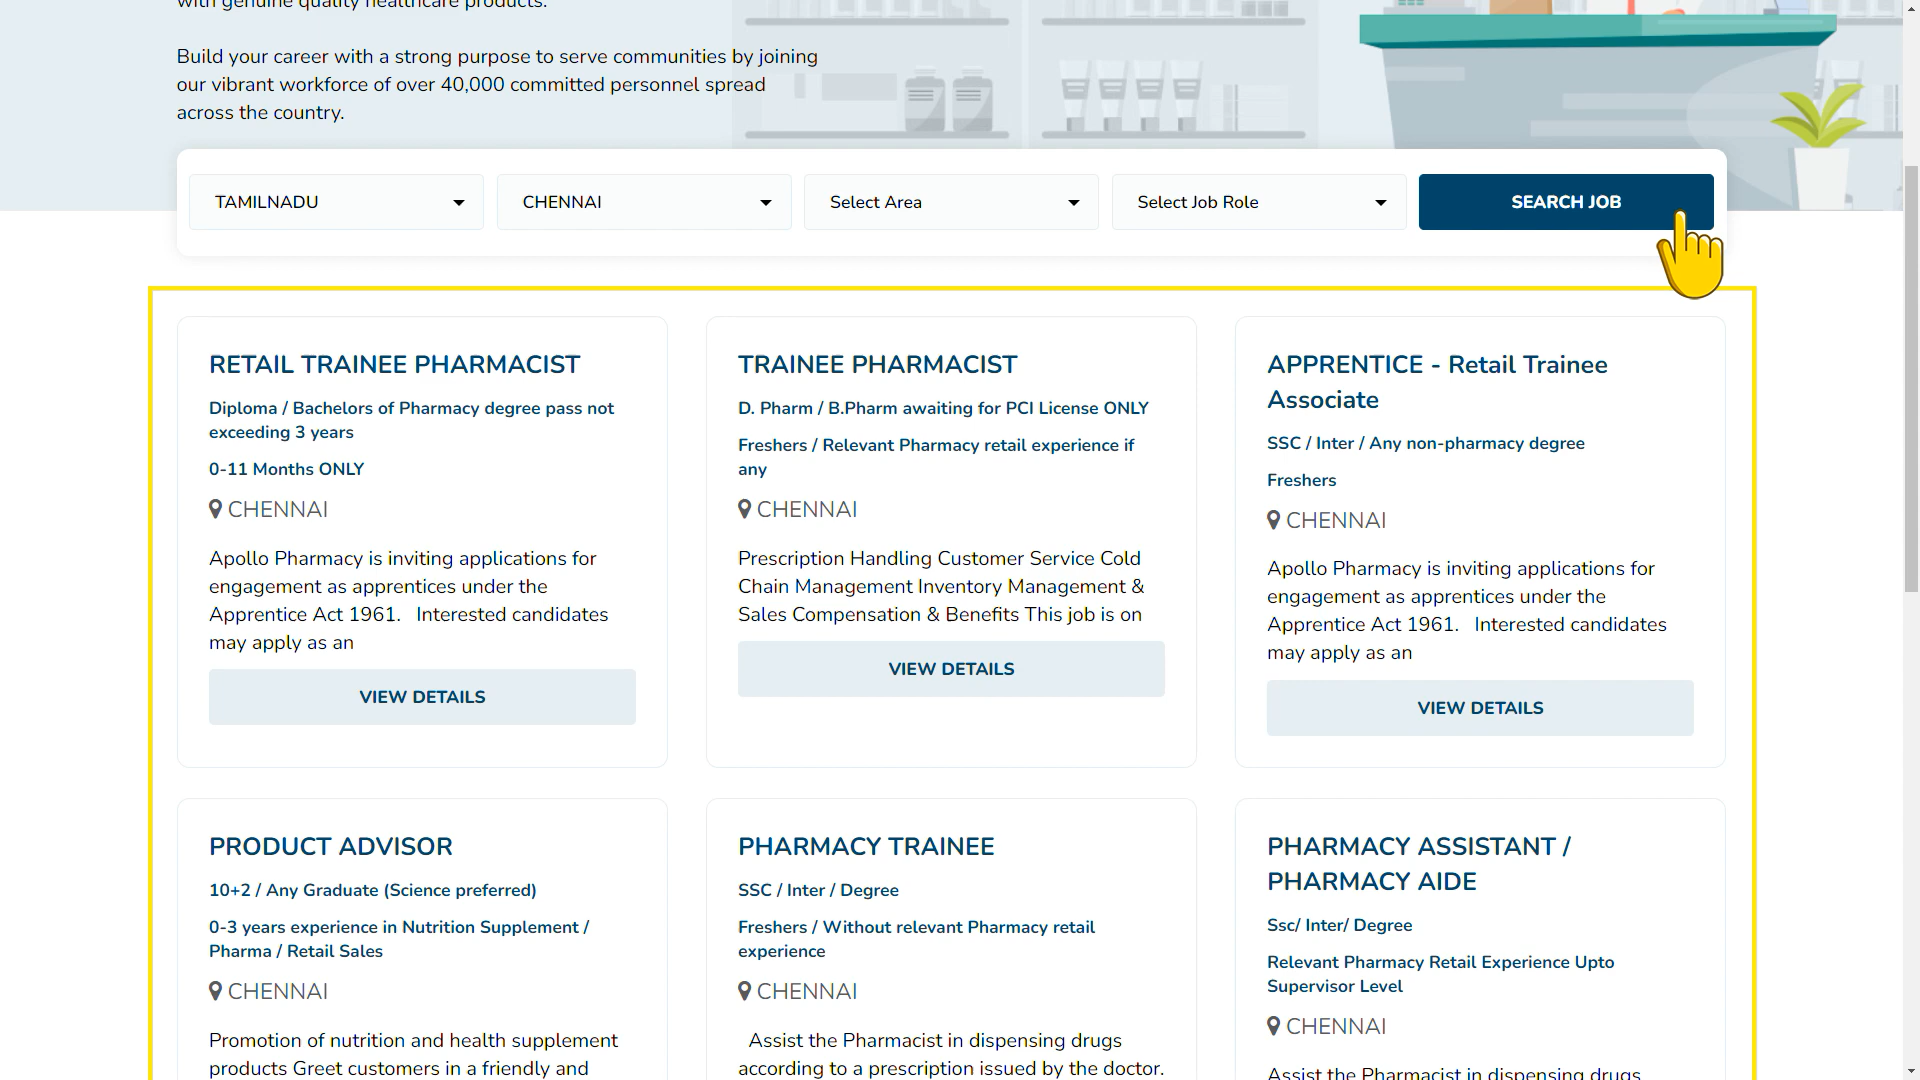 with genuine quality healthcare products.
Build your career with a strong purpose to serve communities by joining
our vibrant workforce of over 40,000 committed personnel spread
across the country.
TAMILNADU
CHENNAI
Select Area
Select Job Role
SEARCH JOB
RETAIL TRAINEE PHARMACIST
Diploma / Bachelors of Pharmacy degree pass not
exceeding 3 years
0-11 Months ONLY
CHENNAI
Apollo Pharmacy is inviting applications for
engagement as apprentices under the
Apprentice Act 1961.   Interested candidates
may apply as an
VIEW DETAILS
TRAINEE PHARMACIST
D. Pharm / B.Pharm awaiting for PCI License ONLY
Freshers / Relevant Pharmacy retail experience if
any
CHENNAI
Prescription Handling Customer Service Cold
Chain Management Inventory Management &
Sales Compensation & Benefits This job is on
VIEW DETAILS
APPRENTICE - Retail Trainee
Associate
SSC / Inter / Any non-pharmacy degree
Freshers
CHENNAI
Apollo Pharmacy is inviting applications for
engagement as apprentices under the
Apprentice Act 1961.   Interested candidates
may apply as an
VIEW DETAILS
PRODUCT ADVISOR
10+2 / Any Graduate (Science preferred)
0-3 years experience in Nutrition Supplement /
Pharma / Retail Sales
CHENNAI
Promotion of nutrition and health supplement
products Greet customers in a friendly and
PHARMACY TRAINEE
SSC / Inter / Degree
Freshers / Without relevant Pharmacy retail
experience
CHENNAI
Assist the Pharmacist in dispensing drugs
according to a prescription issued by the doctor.
PHARMACY ASSISTANT /
PHARMACY AIDE
Ssc/ Inter/ Degree
Relevant Pharmacy Retail Experience Upto
Supervisor Level
CHENNAI
Assist the Pharmacist in dispensing drugs